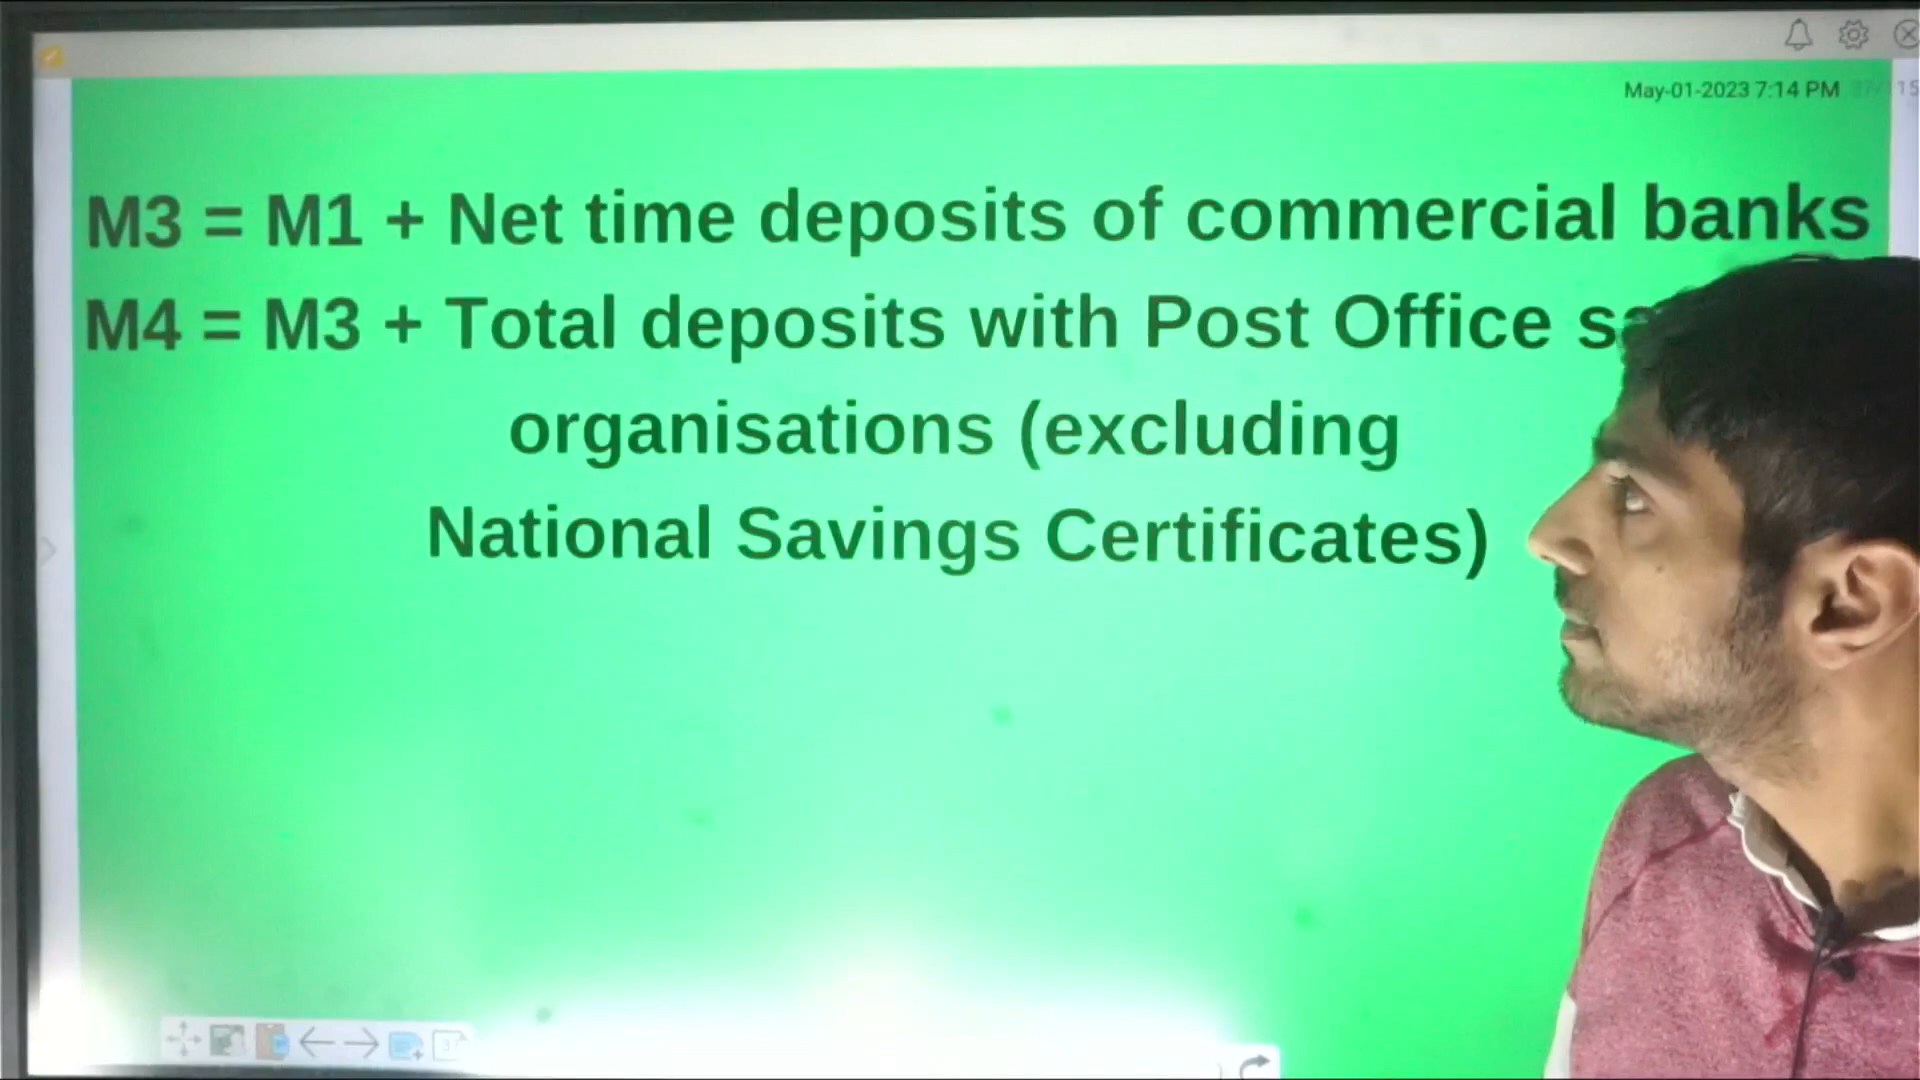 May-01-2023 7:14 PM
M3 = M1 + Net time deposits of commercial banks
M4 = M3 + Total deposits with Post Office
organisations (excluding
National Savings Certificates)
37